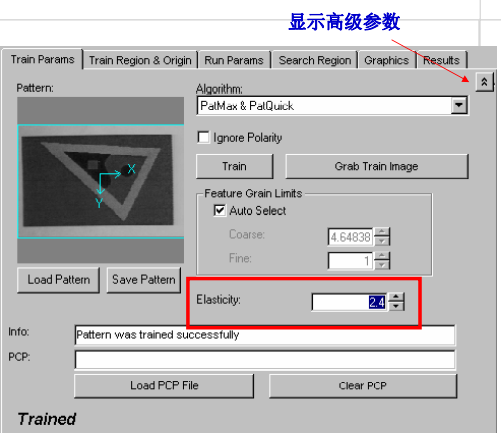 显示高级参数
Train Params Train Region & Origin Run Params Search Region Graphics Results
Pattern:
Algorithm:
PatMax & PatQuick
Ignore Polarity
Train Grab Train Image
Feature Grain Limits
Auto Select
Coarse: 4.64838
Fine: 1
X
Y
Load Pattern Save Pattern
Elasticity: 2.4
Info: Pattern was trained successfully
PCP:
Load PCP File Clear PCP
Trained